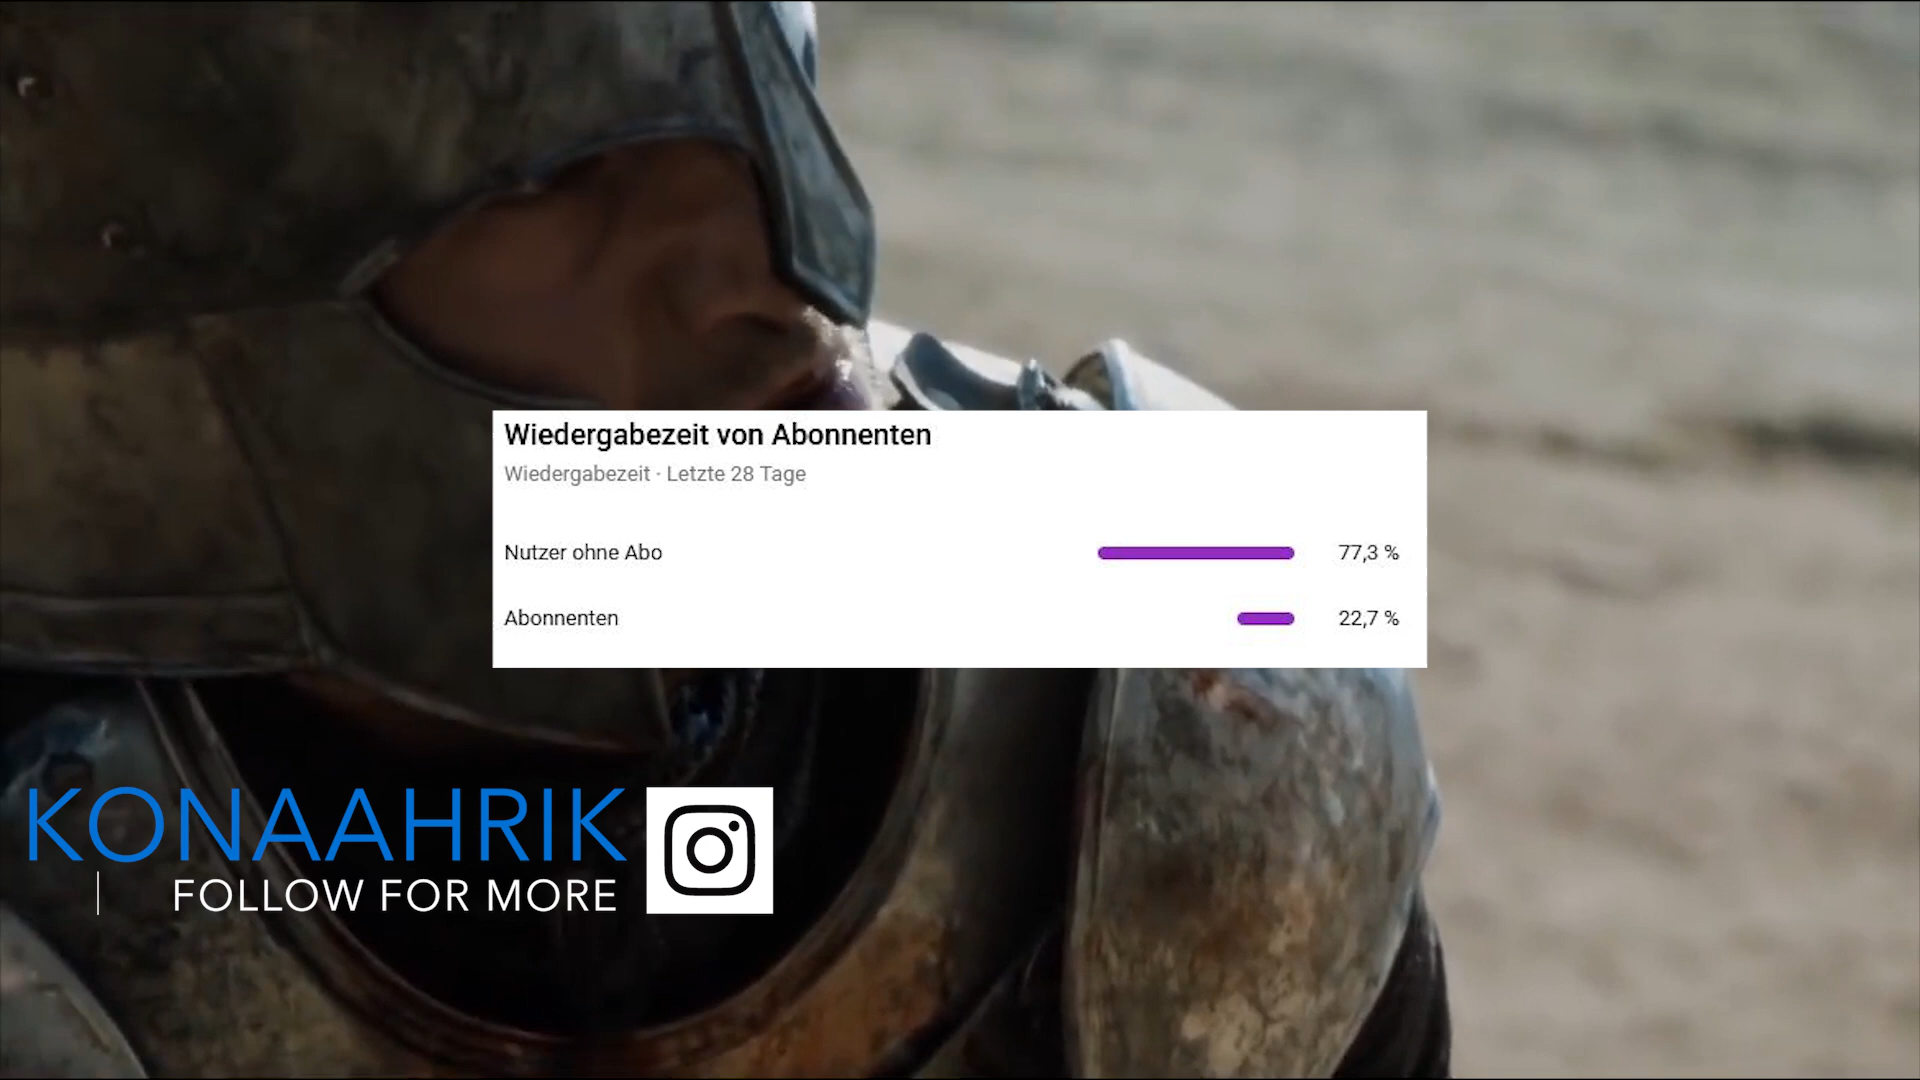 Wiedergabezeit von Abonnenten
Wiedergabezeit · Letzte 28 Tage
Nutzer ohne Abo 77,3 %
Abonnenten 22,7 %
KONAAHRIK
FOLLOW FOR MORE